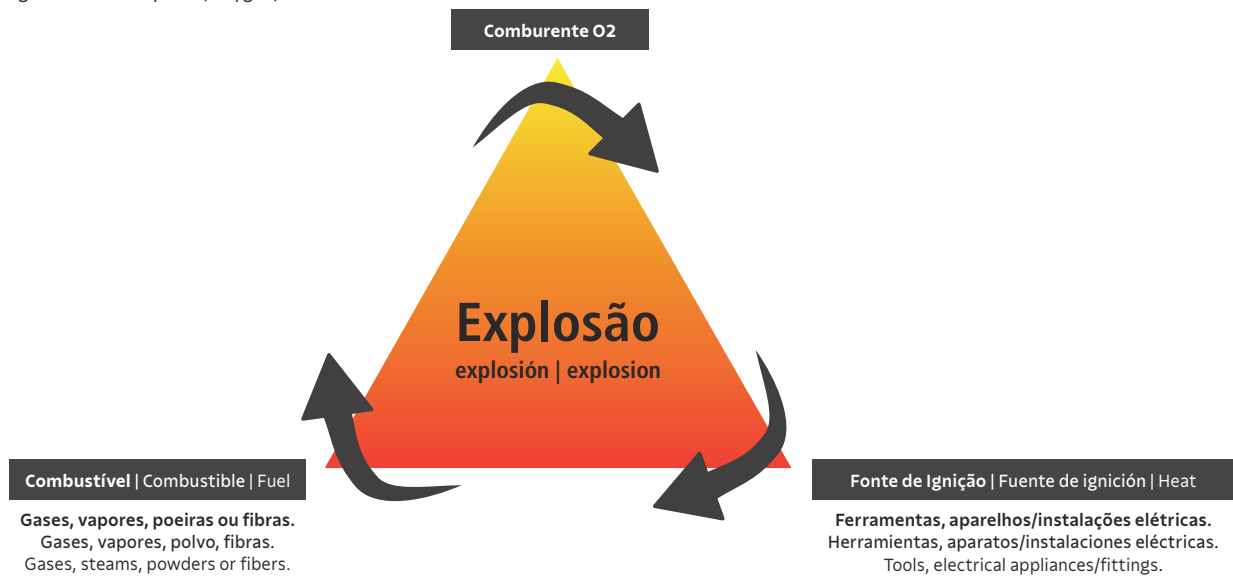 Comburente O2
Explosão
explosión | explosion
Combustível | Combustible | Fuel
Gases, vapores, poeiras ou fibras.
Gases, vapores, polvo, fibras.
Gases, steams, powders or fibers.
Fonte de Ignição | Fuente de ignición | Heat
Ferramentas, aparelhos/instalações elétricas.
Herramientas, aparatos/instalaciones eléctricas.
Tools, electrical appliances/fittings.